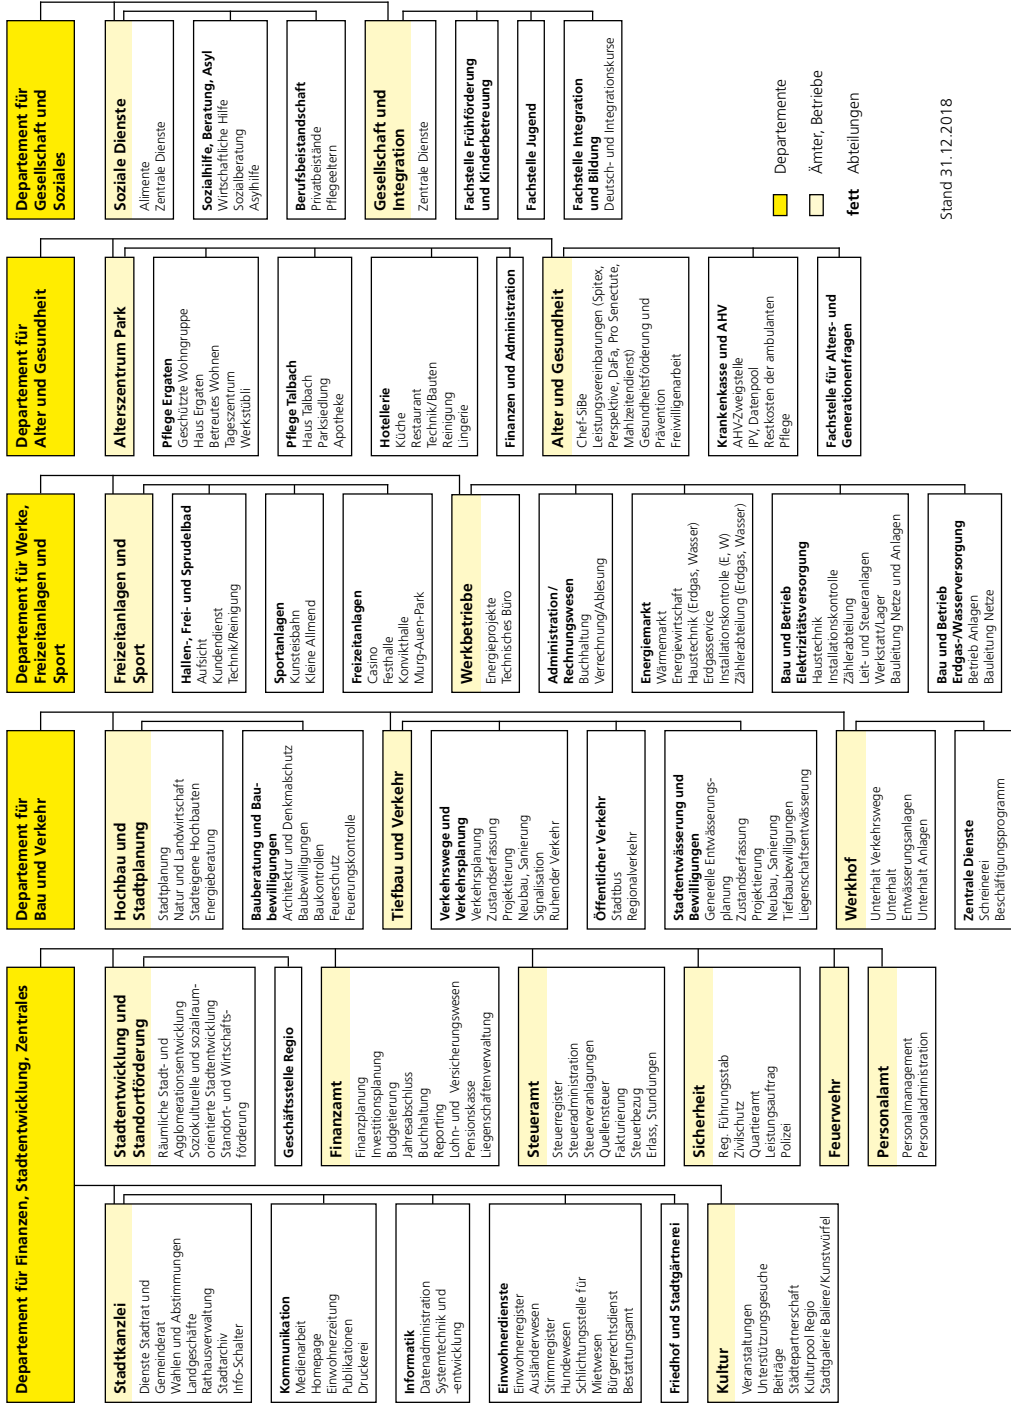 Departement für Finanzen, Stadtentwicklung, Zentrales
Stadtkanzlei
Dienste Stadtrat und
Gemeinderat
Wahlen und Abstimmungen
Landgeschäfte
Rathausverwaltung
Stadtarchiv
Info-Schalter
Kommunikation
Medienarbeit
Homepage
Einwohnerzeitung
Publikationen
Druckerei
Informatik
Datenadministration
Systemtechnik und
-entwicklung
Einwohnerdienste
Einwohnerregister
Ausländerwesen
Stimmregister
Hundewesen
Schlichtungsstelle für
Mietwesen
Bürgerrechtsdienst
Bestattungsamt
Friedhof und Stadtgärtnerei
Kultur
Veranstaltungen
Unterstützungsgesuche
Beiträge
Städtepartnerschaft
Kulturpool Regio
Stadtgalerie Baliere/Kunstwürfel
Stadtentwicklung und
Standortförderung
Räumliche Stadt- und
Agglomerationsentwicklung
Soziokulturelle und sozialraum-
orientierte Stadtentwicklung
Standort- und Wirtschafts-
förderung
Geschäftsstelle Regio
Finanzamt
Finanzplanung
Investitionsplanung
Budgetierung
Jahresabschluss
Buchhaltung
Reporting
Lohn- und Versicherungswesen
Pensionskasse
Liegenschaftenverwaltung
Steueramt
Steuerregister
Steueradministration
Steuerveranlagungen
Quellensteuer
Fakturierung
Steuerbezug
Erlass, Stundungen
Sicherheit
Reg. Führungsstab
Zivilschutz
Quartieramt
Leistungsauftrag
Polizei
Feuerwehr
Personalamt
Personalmanagement
Personaladministration
Departement für
Bau und Verkehr
Hochbau und
Stadtplanung
Stadtplanung
Natur und Landwirtschaft
Stadteigene Hochbauten
Energieberatung
Bauberatung und Bau-
bewilligungen
Architektur und Denkmalschutz
Baubewilligungen
Baukontrollen
Feuerschutz
Feuerungskontrolle
Tiefbau und Verkehr
Verkehrswege und
Verkehrsplanung
Verkehrsplanung
Zustandserfassung
Projektierung
Neubau, Sanierung
Signalisation
Ruhender Verkehr
Öffentlicher Verkehr
Stadtbus
Regionalverkehr
Stadtentwässerung und
Bewilligungen
Generelle Entwässerungs-
planung
Zustandserfassung
Projektierung
Neubau, Sanierung
Tiefbaubewilligungen
Liegenschaftsentwässerung
Werkhof
Unterhalt Verkehrswege
Unterhalt
Entwässerungsanlagen
Unterhalt Anlagen
Zentrale Dienste
Schreinerei
Beschäftigungsprogramm
Departement für Werke,
Freizeitanlagen und
Sport
Freizeitanlagen und
Sport
Hallen-, Frei- und Sprudelbad
Aufsicht
Kundendienst
Technik/Reinigung
Sportanlagen
Kunsteisbahn
Kleine Allmend
Freizeitanlagen
Casino
Festhalle
Konvikthalle
Murg-Auen-Park
Werkbetriebe
Energieprojekte
Technisches Büro
Administration/
Rechnungswesen
Buchhaltung
Verrechnung/Ablesung
Energiemarkt
Wärmemarkt
Energiewirtschaft
Haustechnik (Erdgas, Wasser)
Erdgasservice
Installationskontrolle (E, W)
Zählerabteilung (Erdgas, Wasser)
Bau und Betrieb
Elektrizitätsversorgung
Haustechnik
Installationskontrolle
Zählerabteilung
Leit- und Steueranlagen
Werkstatt/Lager
Bauleitung Netze und Anlagen
Bau und Betrieb
Erdgas-/Wasserversorgung
Betrieb Anlagen
Bauleitung Netze
Departement für
Alter und Gesundheit
Alterszentrum Park
Pflege Ergaten
Geschützte Wohngruppe
Haus Ergaten
Betreutes Wohnen
Tageszentrum
Werkstübli
Pflege Talbach
Haus Talbach
Parksiedlung
Apotheke
Hotellerie
Küche
Restaurant
Technik/Bauten
Reinigung
Lingerie
Finanzen und Administration
Alter und Gesundheit
Chef-SiBe
Leistungsvereinbarungen (Spitex,
Perspektive, DaFa, Pro Senectute,
Mahlzeitendienst)
Gesundheitsförderung und
Prävention
Freiwilligenarbeit
Krankenkasse und AHV
AHV-Zweigstelle
IPV, Datenpool
Restkosten der ambulanten
Pflege
Fachstelle für Alters- und
Generationenfragen
Departement für
Gesellschaft und
Soziales
Soziale Dienste
Alimente
Zentrale Dienste
Sozialhilfe, Beratung, Asyl
Wirtschaftliche Hilfe
Sozialberatung
Asylhilfe
Berufsbeistandschaft
Privatbeistände
Pflegeeltern
Gesellschaft und
Integration
Zentrale Dienste
Fachstelle Frühförderung
und Kinderbetreuung
Fachstelle Jugend
Fachstelle Integration
und Bildung
Deutsch- und Integrationskurse
Departemente
Ämter, Betriebe
fett Abteilungen
Stand 31.12.2018